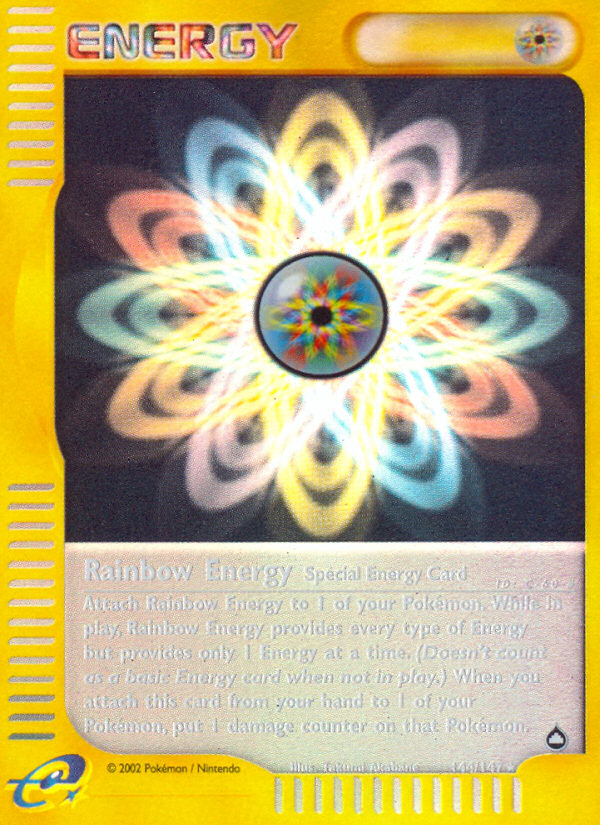 ENERGY
Rainbow Energy Special Energy Card
Attach Rainbow Energy to 1 of your Pokémon. While in
play, Rainbow Energy provides every type of Energy
but provides only 1 Energy at a time. (Doesn't count
as a basic Energy card when not in play.) When you
attach this card from your hand to 1 of your
Pokémon, put 1 damage counter on that Pokémon.
© 2002 Pokémon / Nintendo Illus. Takumi Akabane
e